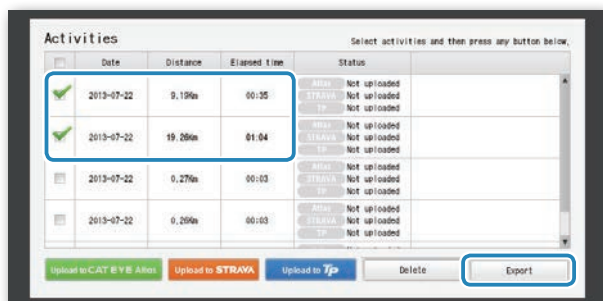 Activities
Select activities and then press any button below.
Date Distance Elapsed time Status
2013-07-22 9.19Km 00:35
Atlas Not uploaded
STRAVA Not uploaded
TP Not uploaded
2013-07-22 19.26Km 01:04
Atlas Not uploaded
STRAVA Not uploaded
TP Not uploaded
2013-07-22 0.27Km 00:03
Atlas Not uploaded
STRAVA Not uploaded
TP Not uploaded
2013-07-22 0.26Km 00:03
Atlas Not uploaded
STRAVA Not uploaded
TP Not uploaded
Upload to CATEYE Atlas Upload to STRAVA Upload to TP Delete Export